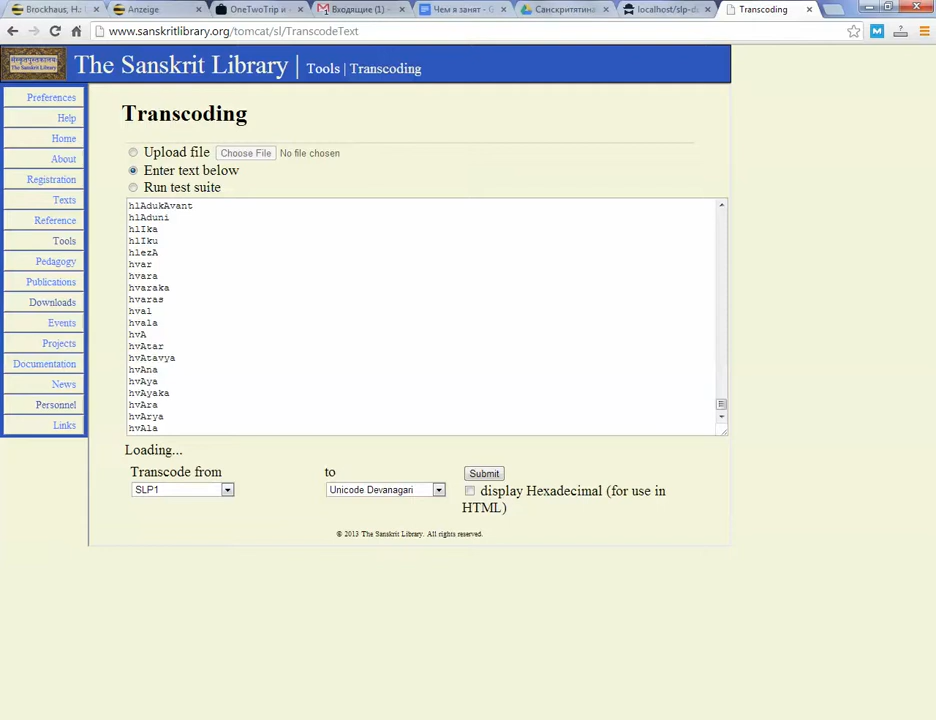 Brockhaus, H.:
Anzeige
OneTwoTrip и -
Входящие (1) -
Чем я занят - G
Санскритятина
localhost/slp-d
Transcoding
www.sanskritlibrary.org/tomcat/sl/TranscodeText
The Sanskrit Library | Tools | Transcoding
Preferences
Help
Home
About
Registration
Texts
Reference
Tools
Pedagogy
Publications
Downloads
Events
Projects
Documentation
News
Personnel
Links
Transcoding
Upload file Choose File No file chosen
Enter text below
Run test suite
hlAdukAvant
hlAduni
hlIka
hlIku
hlezA
hvar
hvara
hvaraka
hvaras
hval
hvala
hvA
hvAtar
hvAtavya
hvAna
hvAya
hvAyaka
hvAra
hvArya
hvAla
Loading...
Transcode from to Submit
SLP1 Unicode Devanagari display Hexadecimal (for use in
HTML)
© 2013 The Sanskrit Library. All rights reserved.